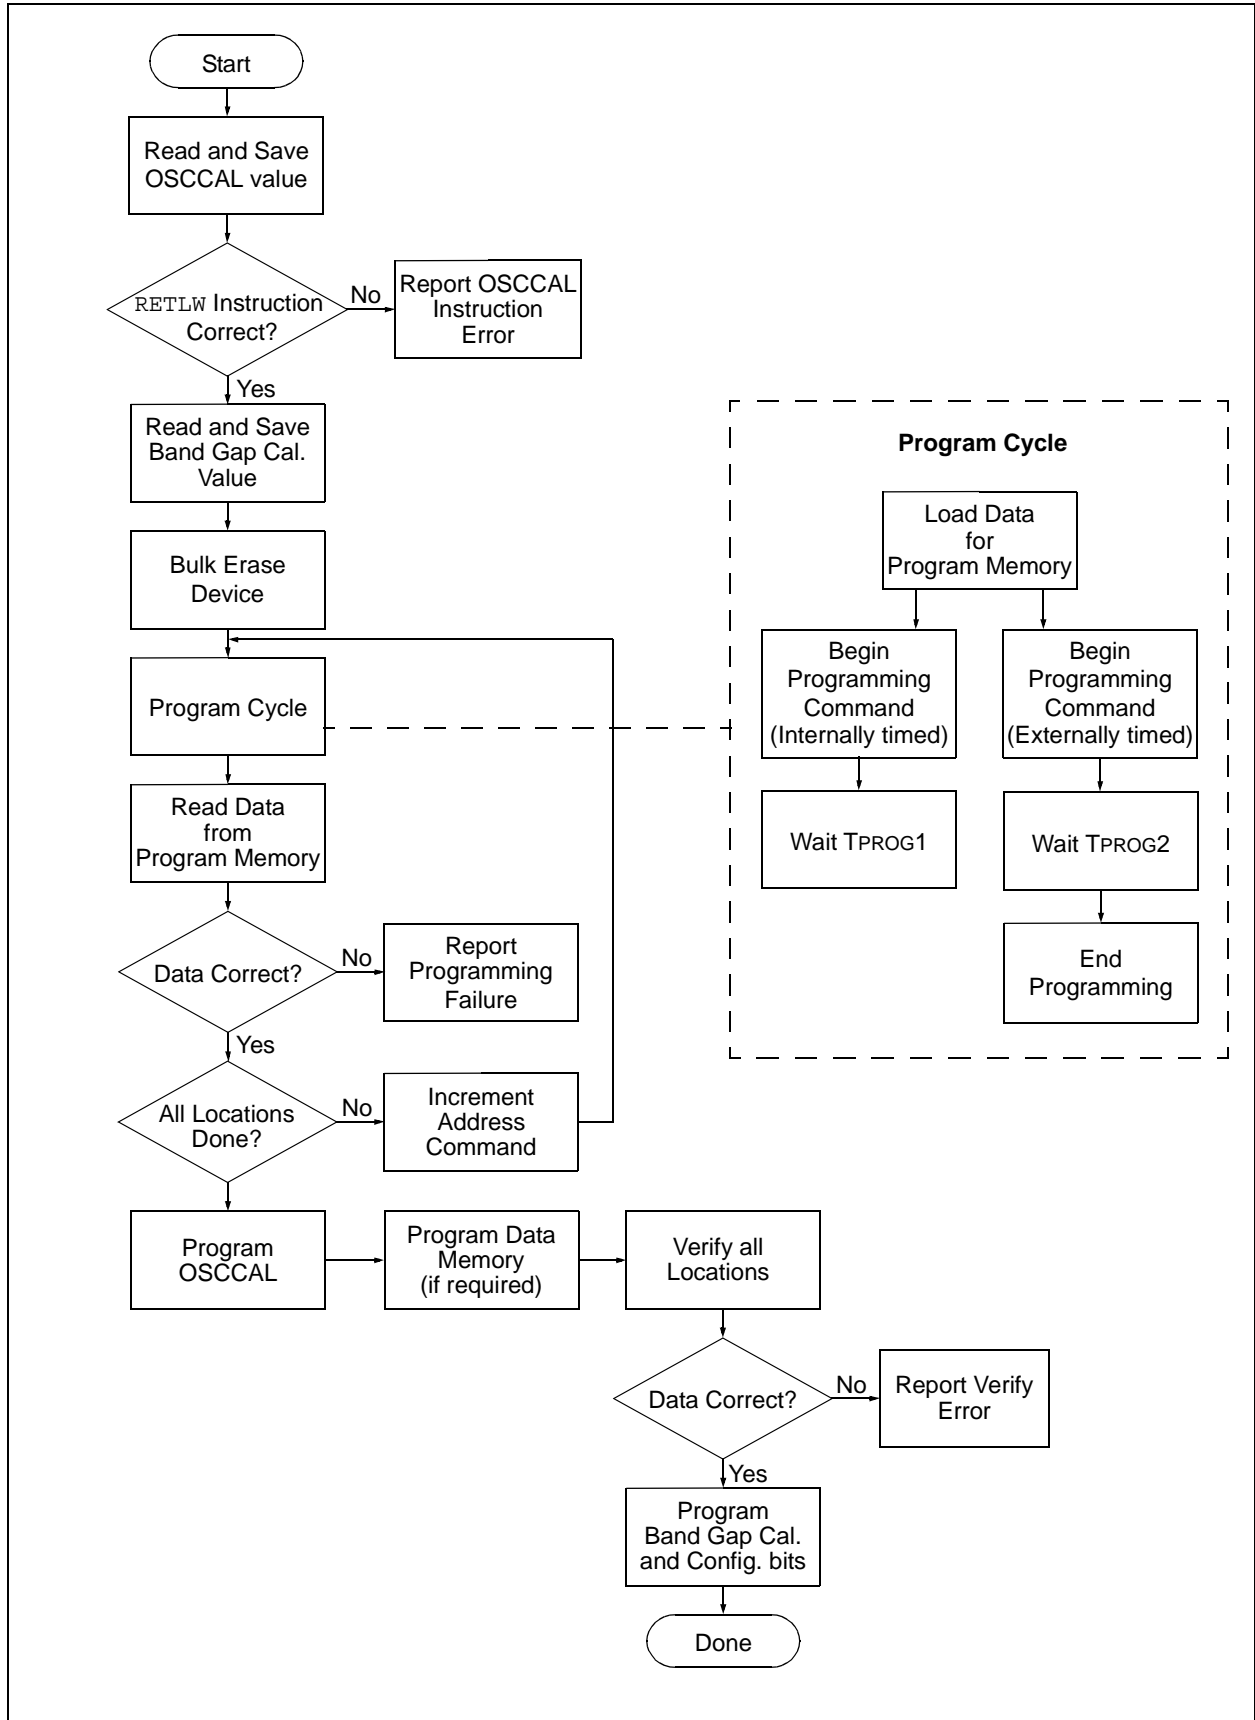 Start
Read and Save
OSCCAL value
RETLW Instruction
Correct?
No
Report OSCCAL
Instruction
Error
Yes
Read and Save
Band Gap Cal.
Value
Bulk Erase
Device
Program Cycle
Read Data
from
Program Memory
Data Correct?
No
Report
Programming
Failure
Yes
All Locations
Done?
No
Increment
Address
Command
Program
OSCCAL
Program Data
Memory
(if required)
Verify all
Locations
Data Correct?
No
Report Verify
Error
Yes
Program
Band Gap Cal.
and Config. bits
Done
Program Cycle
Load Data
for
Program Memory
Begin
Programming
Command
(Internally timed)
Wait TPROG1
Begin
Programming
Command
(Externally timed)
Wait TPROG2
End
Programming